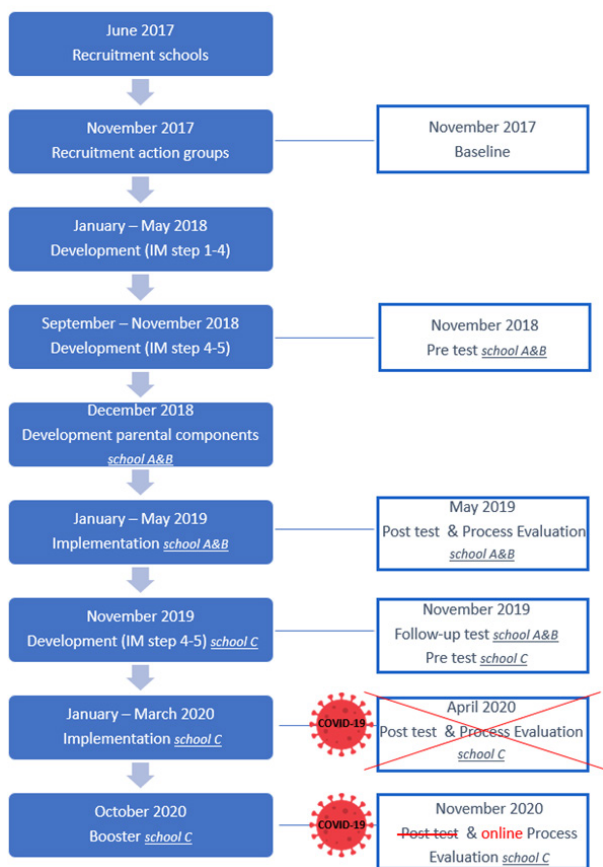 June 2017
Recruitment schools
November 2017
Recruitment action groups
November 2017
Baseline
January – May 2018
Development (IM step 1-4)
September – November 2018
Development (IM step 4-5)
November 2018
Pre test school A&B
December 2018
Development parental components
school A&B
January – May 2019
Implementation school A&B
May 2019
Post test & Process Evaluation
school A&B
November 2019
Development (IM step 4-5) school C
November 2019
Follow-up test school A&B
Pre test school C
January – March 2020
Implementation school C
COVID-19
April 2020
Post test & Process Evaluation
school C
October 2020
Booster school C
COVID-19
November 2020
Post test & online Process
Evaluation school C